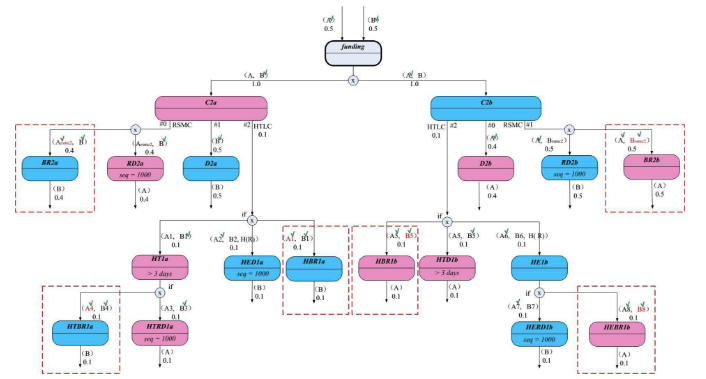 (A) (B)
0.5 0.5
funding
(A, B) (A, B)
1.0 1.0
C2a C2b
#0 RSMC #1 #2 HTLC 0.1
HTLC 0.1 #2 #0 RSMC #1
(Arsmc2, B) 0.4
(Arsmc2, B) 0.4
(B) 0.5
(A) 0.4
(A, Brsmc2) 0.5
(A, Brsmc2) 0.5
BR2a RD2a D2a D2b RD2b BR2b
seq = 1000 seq = 1000
(B) 0.4
(A) 0.4
(B) 0.5
(A) 0.4
(B) 0.5
(A) 0.5
if if
(A1, B1) 0.1
(A2, B2, H(R)) 0.1
(A1, B1) 0.1
(A5, B5) 0.1
(A5, B5) 0.1
(A6, B6, H(R)) 0.1
HT1a HED1a HBR1a HBR1b HTD1b HE1b
> 3 days seq = 1000 > 3 days
(B) 0.1
(B) 0.1
(A) 0.1
(A) 0.1
if if
(A4, B4) 0.1
(A3, B3) 0.1
(A7, B7) 0.1
(A8, B8) 0.1
HTBR1a HTRD1a HERD1b HEBR1b
seq = 1000 seq = 1000
(B) 0.1
(A) 0.1
(B) 0.1
(A) 0.1